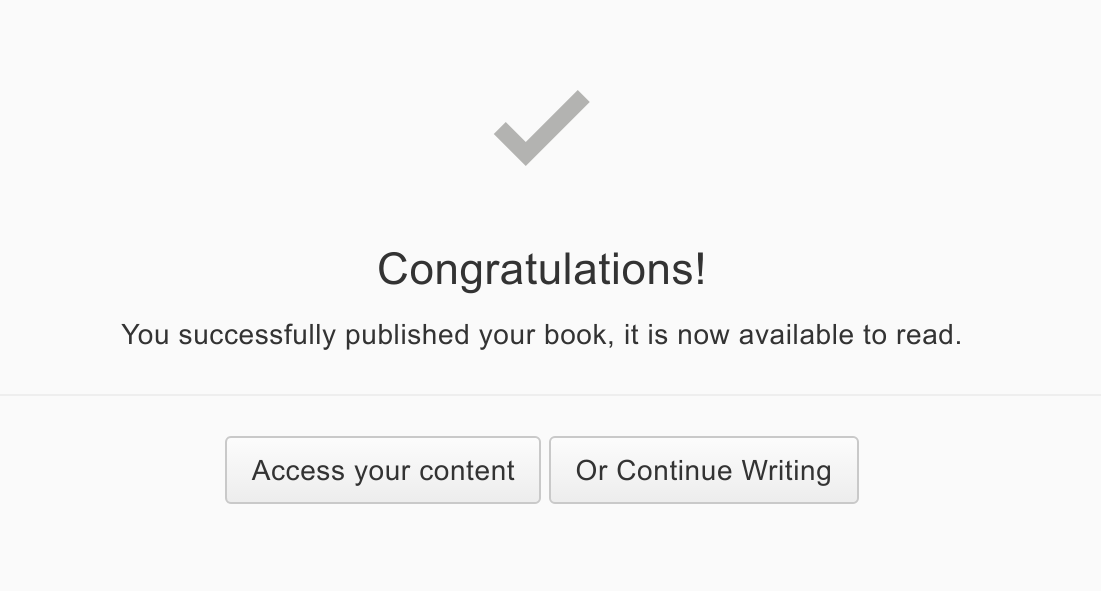 Congratulations!
You successfully published your book, it is now available to read.
Access your content
Or Continue Writing